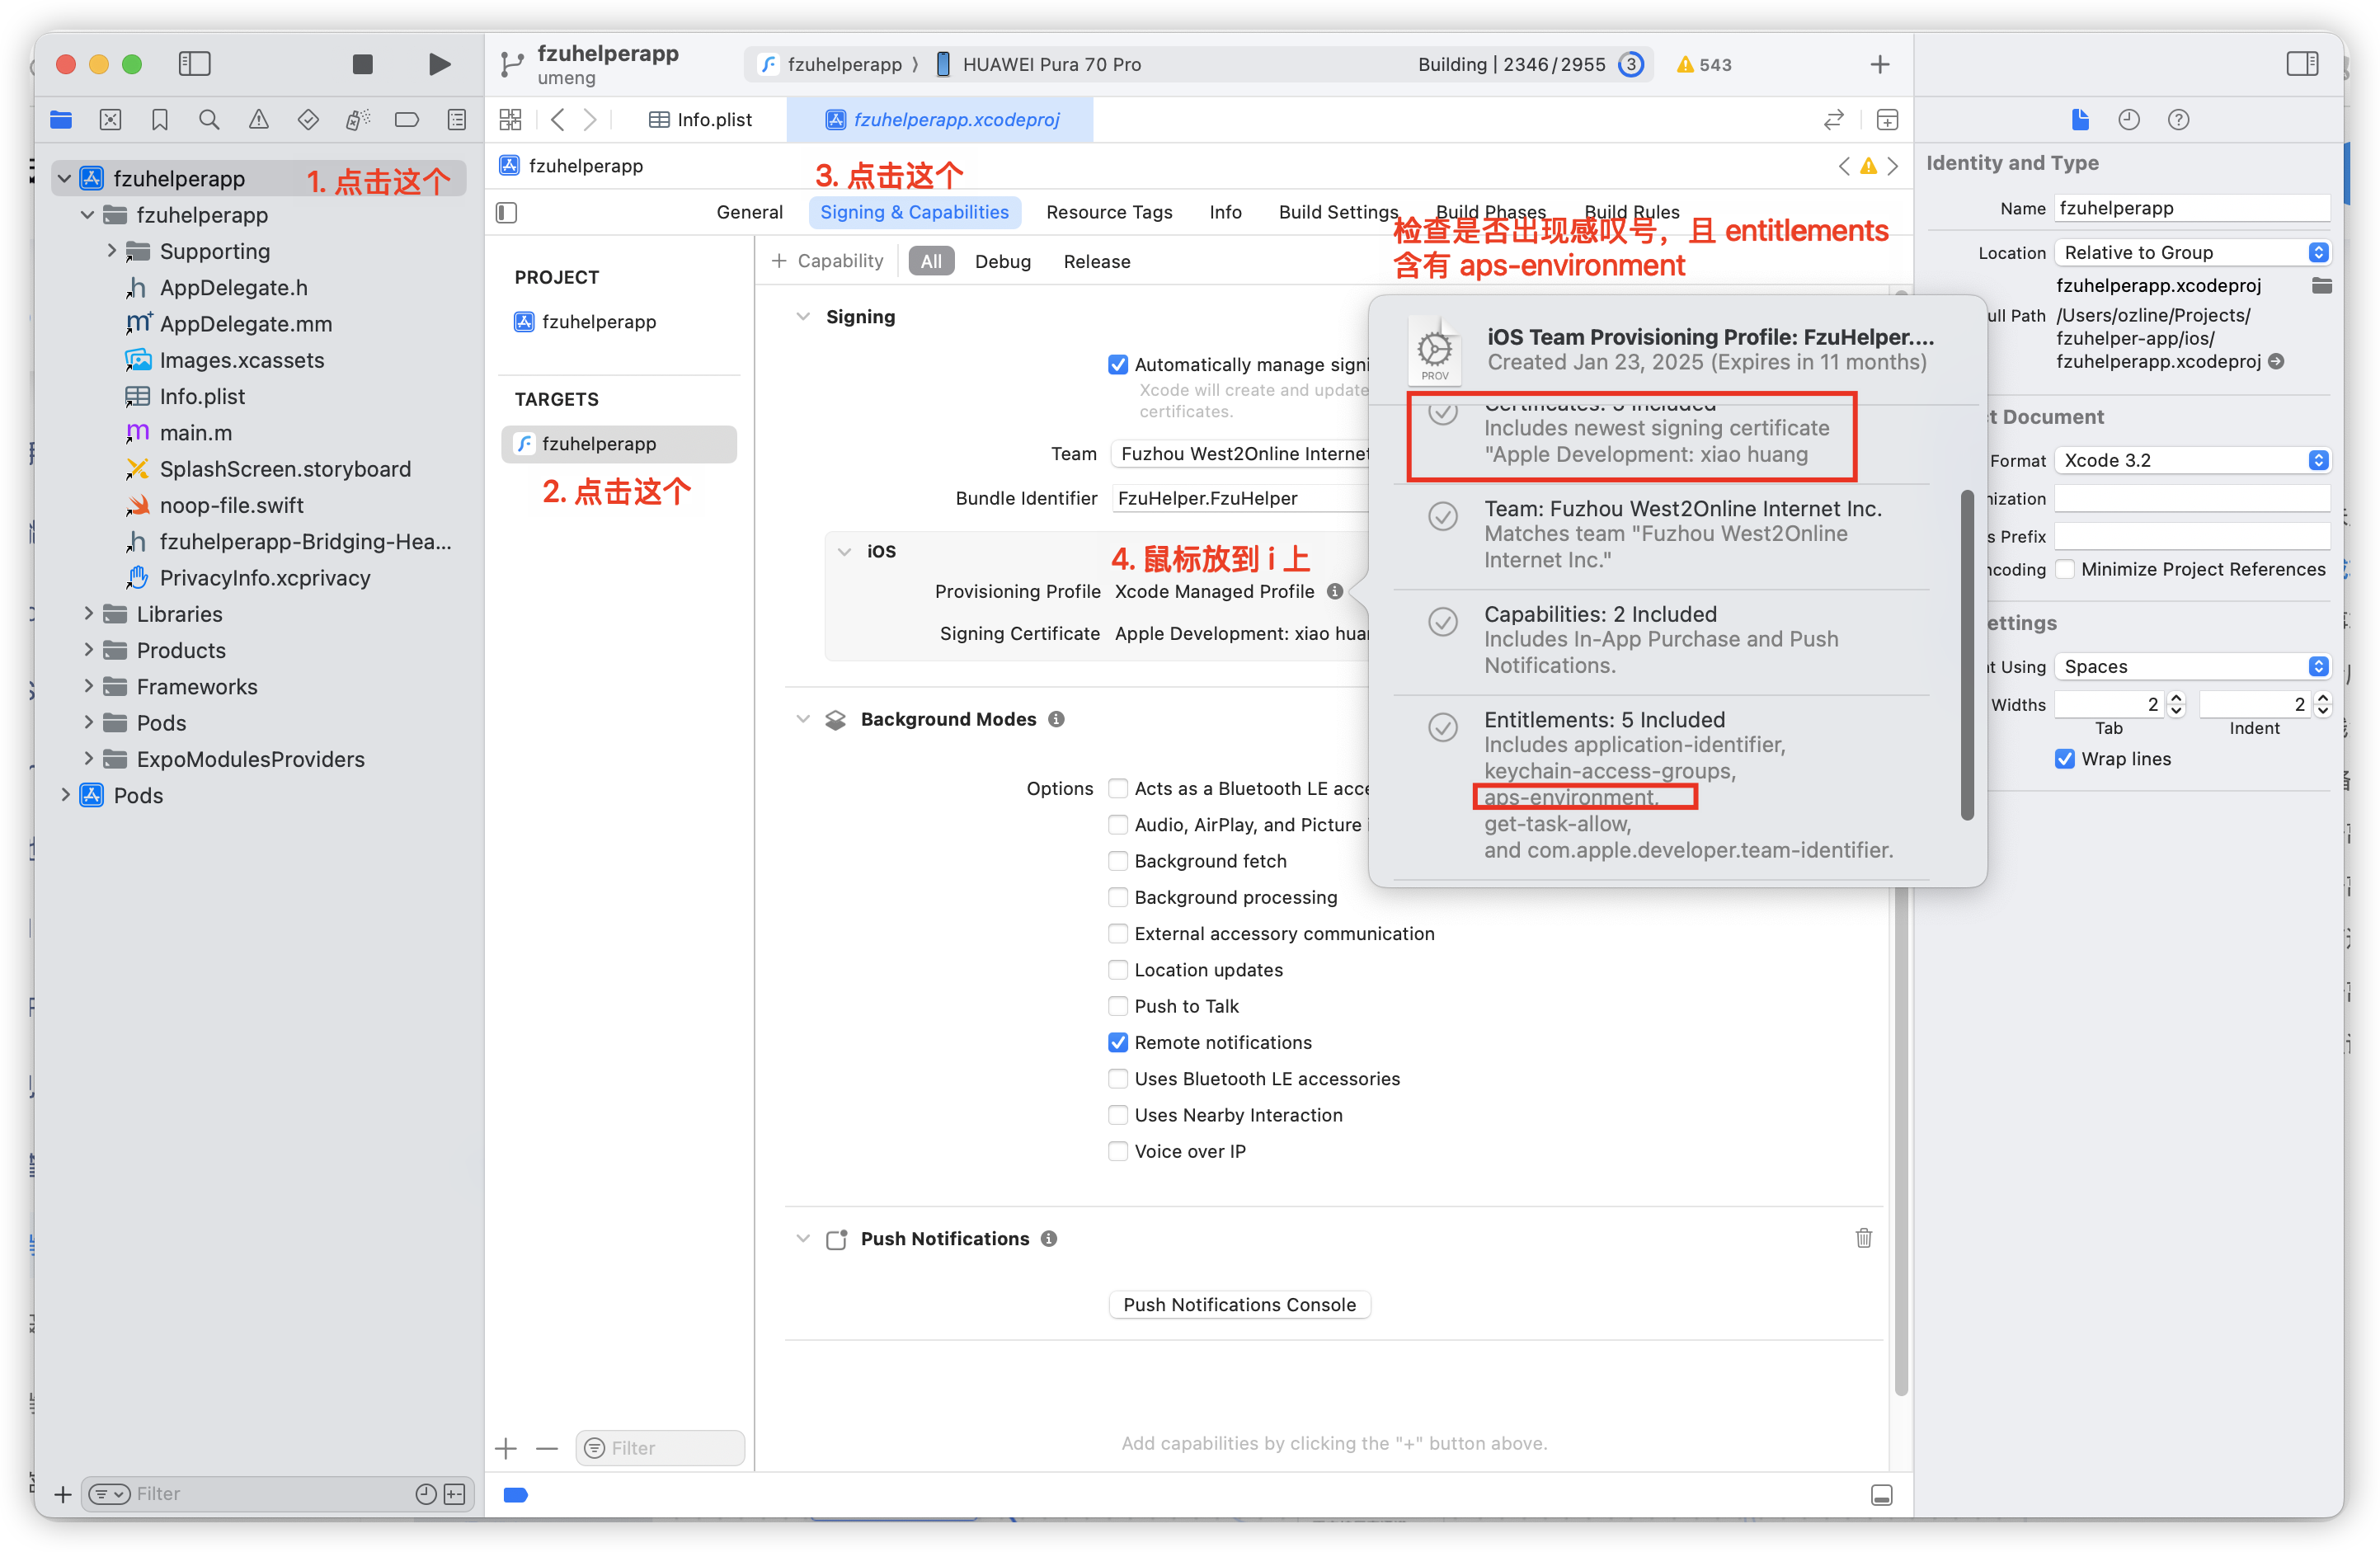 fzuhelperapp
umeng
fzuhelperapp 〉 HUAWEI Pura 70 Pro
Building | 2346/2955 3
543
Info.plist
fzuhelperapp.xcodeproj
fzuhelperapp
1. 点击这个
fzuhelperapp
Supporting
AppDelegate.h
AppDelegate.mm
Images.xcassets
Info.plist
main.m
SplashScreen.storyboard
noop-file.swift
fzuhelperapp-Bridging-Hea...
PrivacyInfo.xcprivacy
Libraries
Products
Frameworks
Pods
ExpoModulesProviders
Pods
Filter
fzuhelperapp
3. 点击这个
General
Signing & Capabilities
Resource Tags
Info
Build Settings
Build Phases
Build Rules
检查是否出现感叹号，且 entitlements
含有 aps-environment
PROJECT
fzuhelperapp
TARGETS
fzuhelperapp
2. 点击这个
Filter
+ Capability
All
Debug
Release
Signing
Automatically manage signi
Xcode will create and update
certificates.
Team Fuzhou West2Online Internet
Bundle Identifier FzuHelper.FzuHelper
iOS
4. 鼠标放到 i 上
Provisioning Profile Xcode Managed Profile
Signing Certificate Apple Development: xiao huan
Background Modes
Options
Acts as a Bluetooth LE acce
Audio, AirPlay, and Picture i
Background fetch
Background processing
External accessory communication
Location updates
Push to Talk
Remote notifications
Uses Bluetooth LE accessories
Uses Nearby Interaction
Voice over IP
Push Notifications
Push Notifications Console
Add capabilities by clicking the "+" button above.
PROV
iOS Team Provisioning Profile: FzuHelper....
Created Jan 23, 2025 (Expires in 11 months)
Included
Includes newest signing certificate
"Apple Development: xiao huang
Team: Fuzhou West2Online Internet Inc.
Matches team "Fuzhou West2Online
Internet Inc."
Capabilities: 2 Included
Includes In-App Purchase and Push
Notifications.
Entitlements: 5 Included
Includes application-identifier,
keychain-access-groups,
aps-environment,
get-task-allow,
and com.apple.developer.team-identifier.
Identity and Type
Name fzuhelperapp
Location Relative to Group
fzuhelperapp.xcodeproj
ull Path /Users/ozline/Projects/
fzuhelper-app/ios/
fzuhelperapp.xcodeproj
ct Document
Format Xcode 3.2
nization
s Prefix
ncoding Minimize Project References
ettings
t Using Spaces
Widths 2 2
Tab Indent
Wrap lines